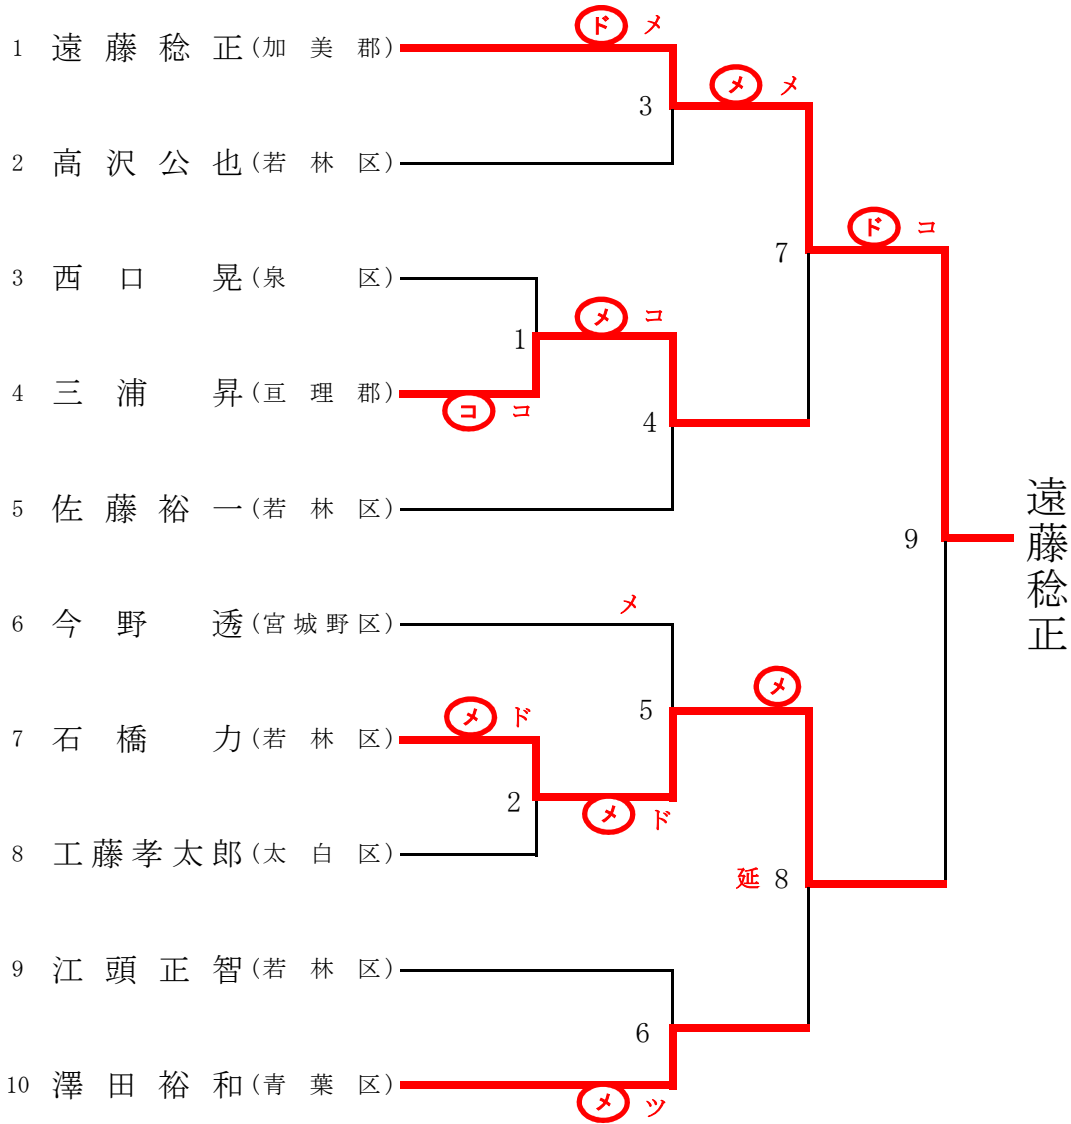 ド メ
1 遠藤稔正(加美郡)
メ メ
3
2 高沢公也(若林区)
ド コ
7
3 西口晃(泉区)
メ コ
1
4 三浦昇(亘理郡)
コ コ
4
5 佐藤裕一(若林区)
遠藤稔正
9
メ
6 今野透(宮城野区)
メ
5
メ ド
7 石橋力(若林区)
2
メ ド
8 工藤孝太郎(太白区)
延 8
9 江頭正智(若林区)
6
10 澤田裕和(青葉区)
メ ツ